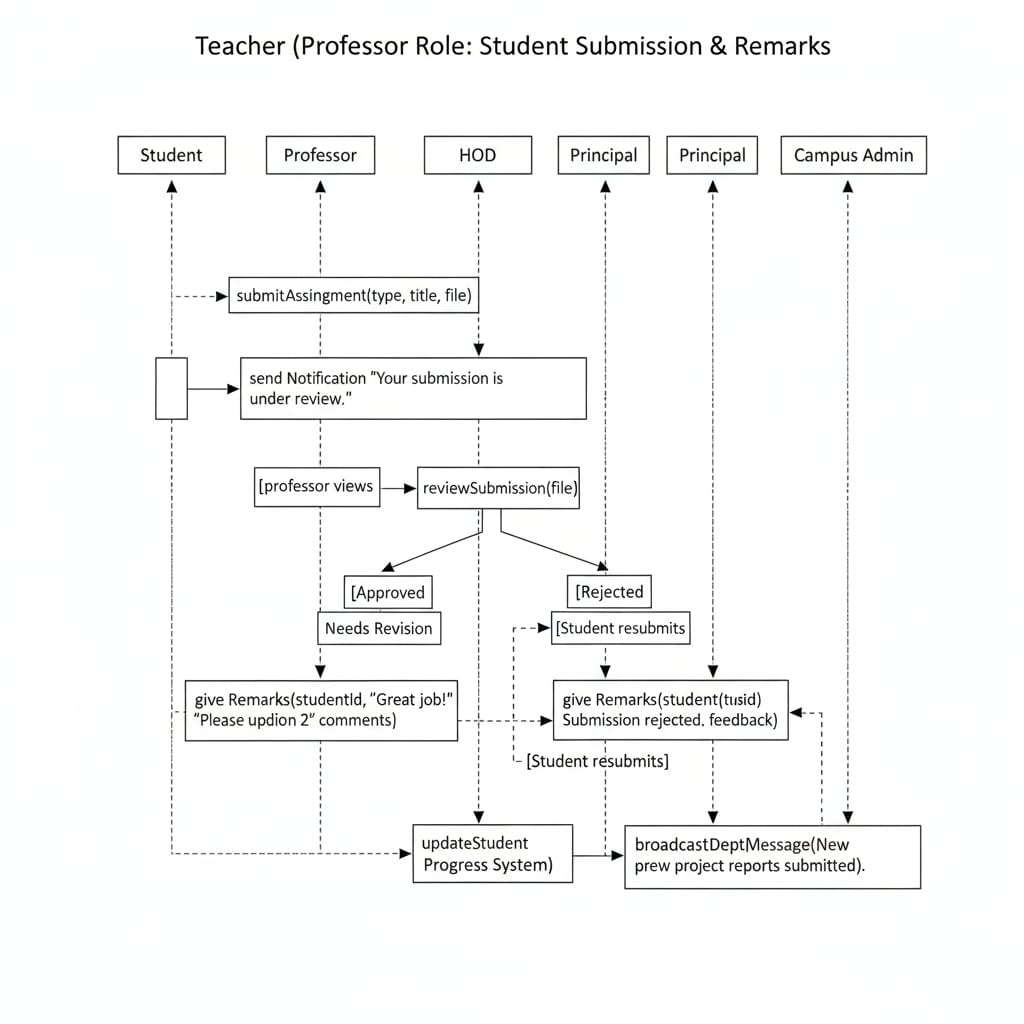 Teacher (Professor Role: Student Submission & Remarks
Student
Professor
HOD
Principal
Principal
Campus Admin
submitAssingment(type, title, file)
send Notification "Your submission is
under review."
[professor views
reviewSubmission(file)
[Approved
[Rejected
Needs Revision
[Student resubmits
give Remarks(studentId, "Great job!"
"Please updion 2" comments)
give Remarks(student(tusid)
Submission rejected. feedback)
[Student resubmits]
updateStudent
Progress System)
broadcastDeptMessage(New
prew project reports submitted).